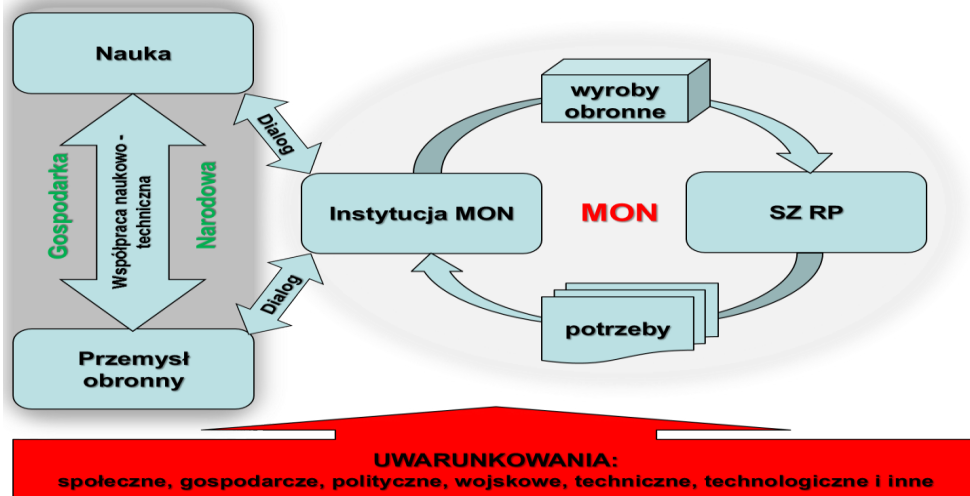 Nauka
Dialog
Gospodarka
Współpraca naukowo -
techniczna
Narodowa
Dialog
Przemysł
obronny
Instytucja MON
wyroby
obronne
MON
SZ RP
potrzeby
UWARUNKOWANIA:
społeczne, gospodarcze, polityczne, wojskowe, techniczne, technologiczne i inne